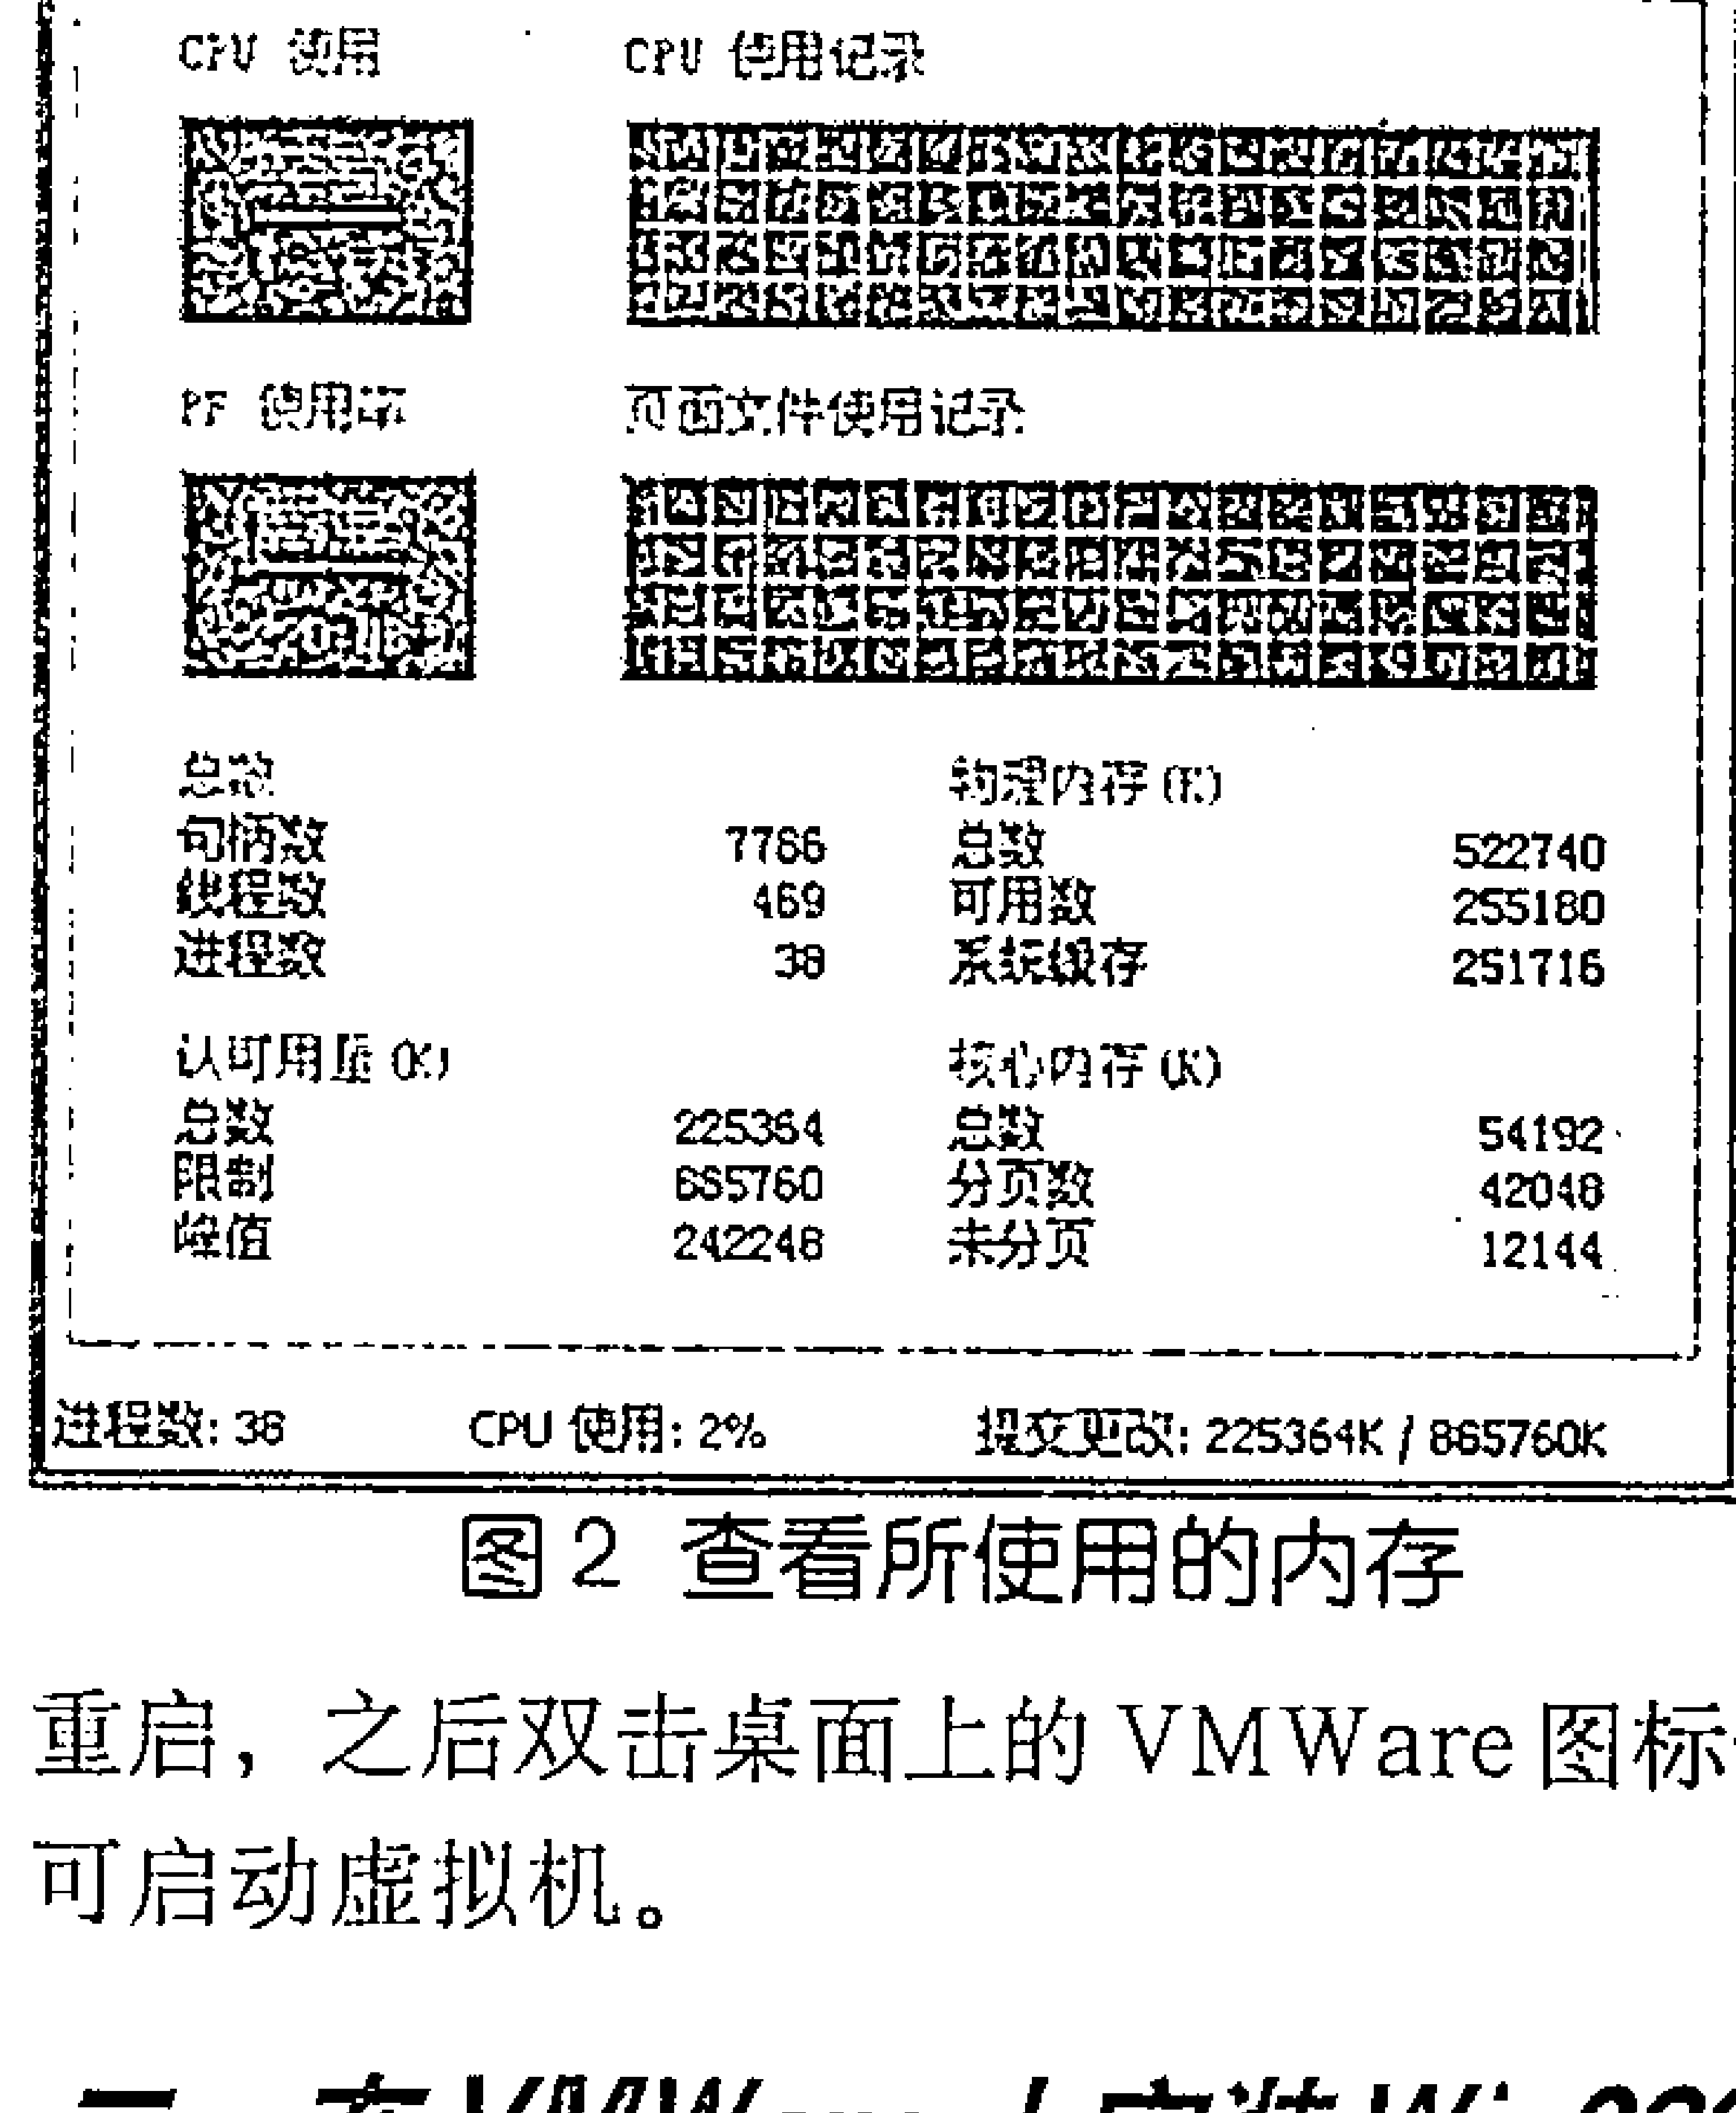 CPU 使用 CPU 使用记录
PF 使用率 页面文件使用记录
总数 物理内存 (K)
句柄数 7766 总数 522740
线程数 469 可用数 255180
进程数 38 系统缓存 251716
认可用量 (K) 核心内存 (K)
总数 225364 总数 54192
限制 865760 分页数 42048
峰值 242248 未分页 12144
进程数: 38 CPU 使用: 2% 提交更改: 225364K / 865760K
图 2 查看所使用的内存
重启，之后双击桌面上的 VMWare 图标
可启动虚拟机。